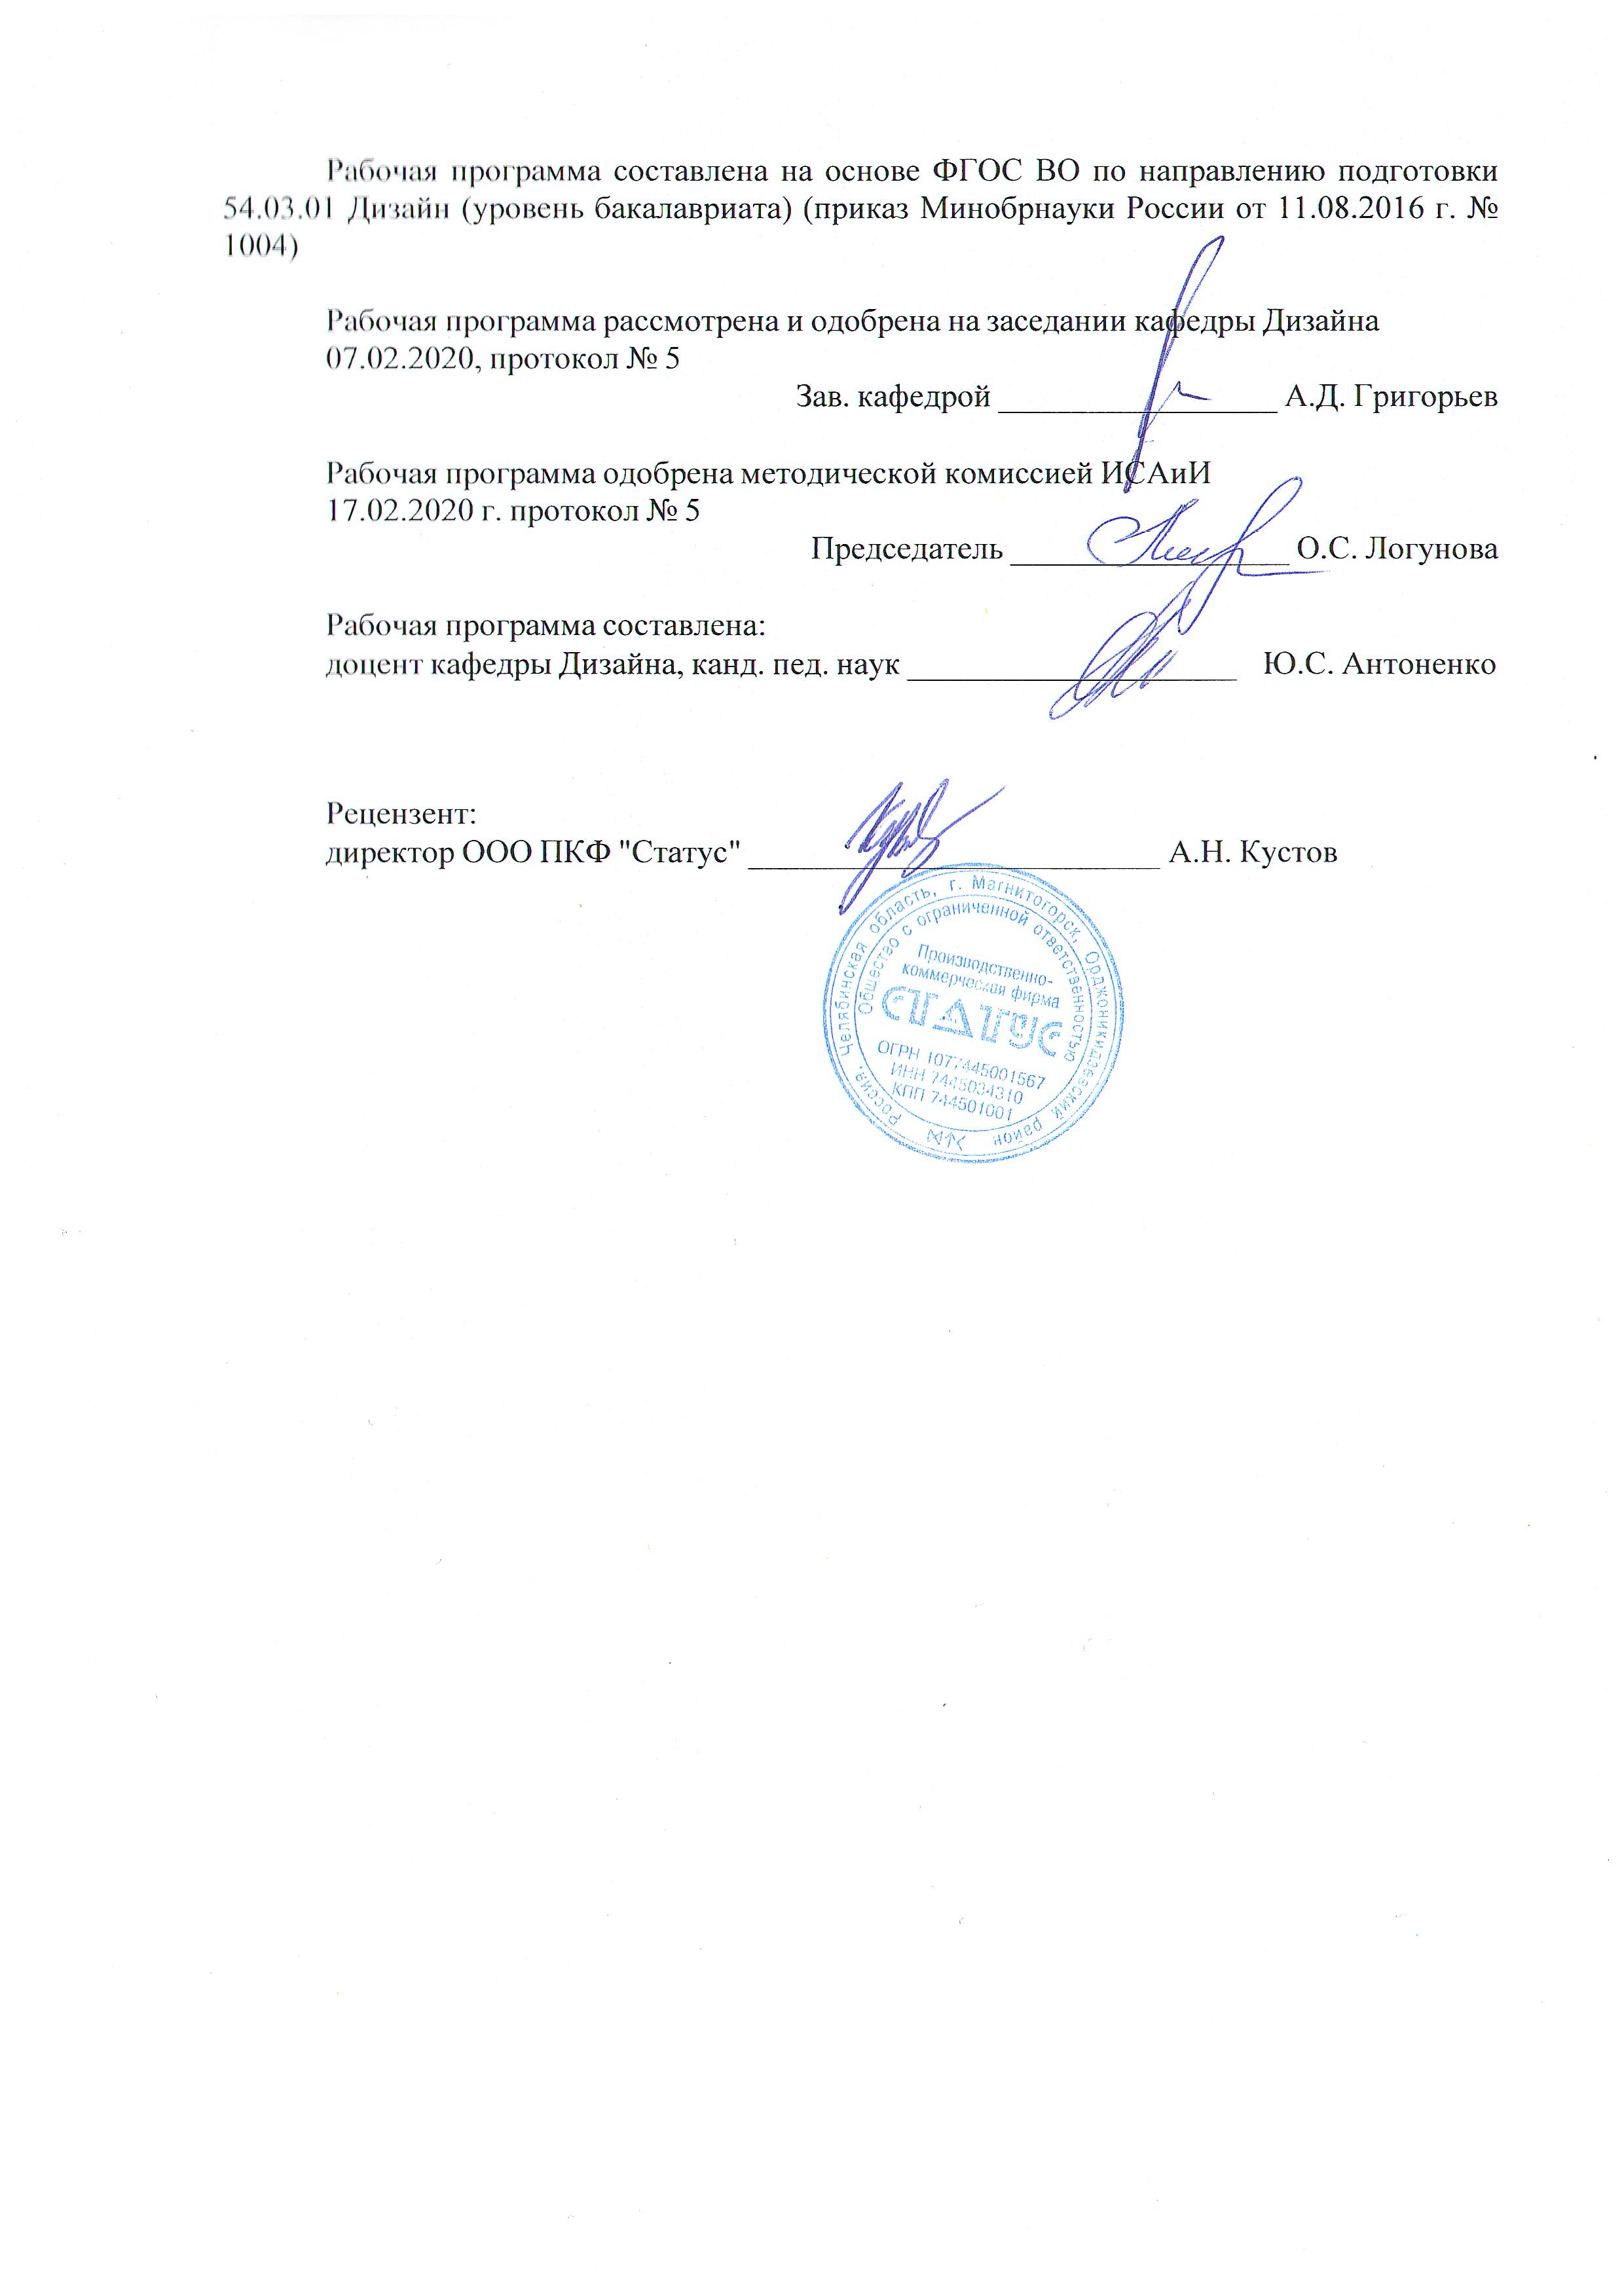 Рабочая программа составлена на основе ФГОС ВО по направлению подготовки
54.03.01 Дизайн (уровень бакалавриата) (приказ Минобрнауки России от 11.08.2016 г. №
1004)
Рабочая программа рассмотрена и одобрена на заседании кафедры Дизайна
07.02.2020, протокол № 5
Зав. кафедрой ________________ А.Д. Григорьев
Рабочая программа одобрена методической комиссией ИСАиИ
17.02.2020 г. протокол № 5
Председатель ________________ О.С. Логунова
Рабочая программа составлена:
доцент кафедры Дизайна, канд. пед. наук ___________________ Ю.С. Антоненко
Рецензент:
директор ООО ПКФ "Статус" ________________________ А.Н. Кустов
Россия, Челябинская область, г. Магнитогорск, Орджоникидзевский район
Общество с ограниченной ответственностью
Производственно-
коммерческая фирма
СТАТУС
ОГРН 1077445001567
ИНН 7445034310
КПП 744501001